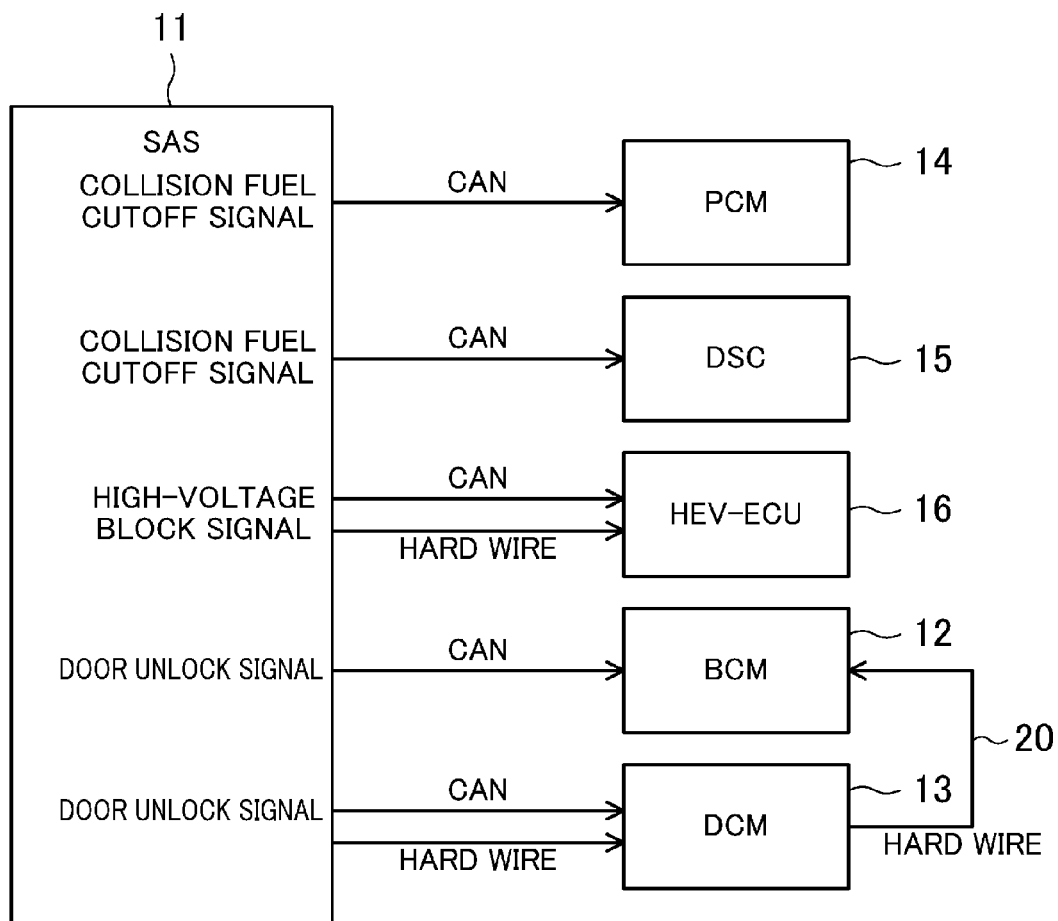 11
SAS
COLLISION FUEL
CUTOFF SIGNAL
CAN
PCM
14
COLLISION FUEL
CUTOFF SIGNAL
CAN
DSC
15
HIGH-VOLTAGE
BLOCK SIGNAL
CAN
HARD WIRE
HEV-ECU
16
DOOR UNLOCK SIGNAL
CAN
BCM
12
20
DOOR UNLOCK SIGNAL
CAN
HARD WIRE
DCM
13
HARD WIRE